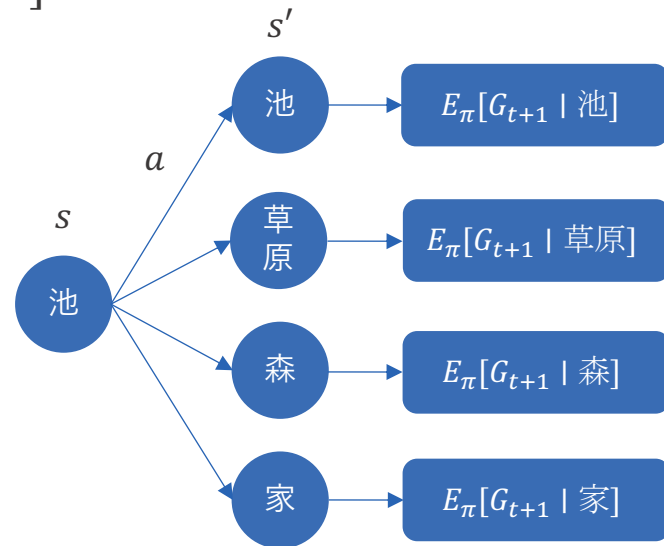 ]
s′
池
E_π[G_{t+1} | 池]
a
草
原
E_π[G_{t+1} | 草原]
s
池
森
E_π[G_{t+1} | 森]
家
E_π[G_{t+1} | 家]